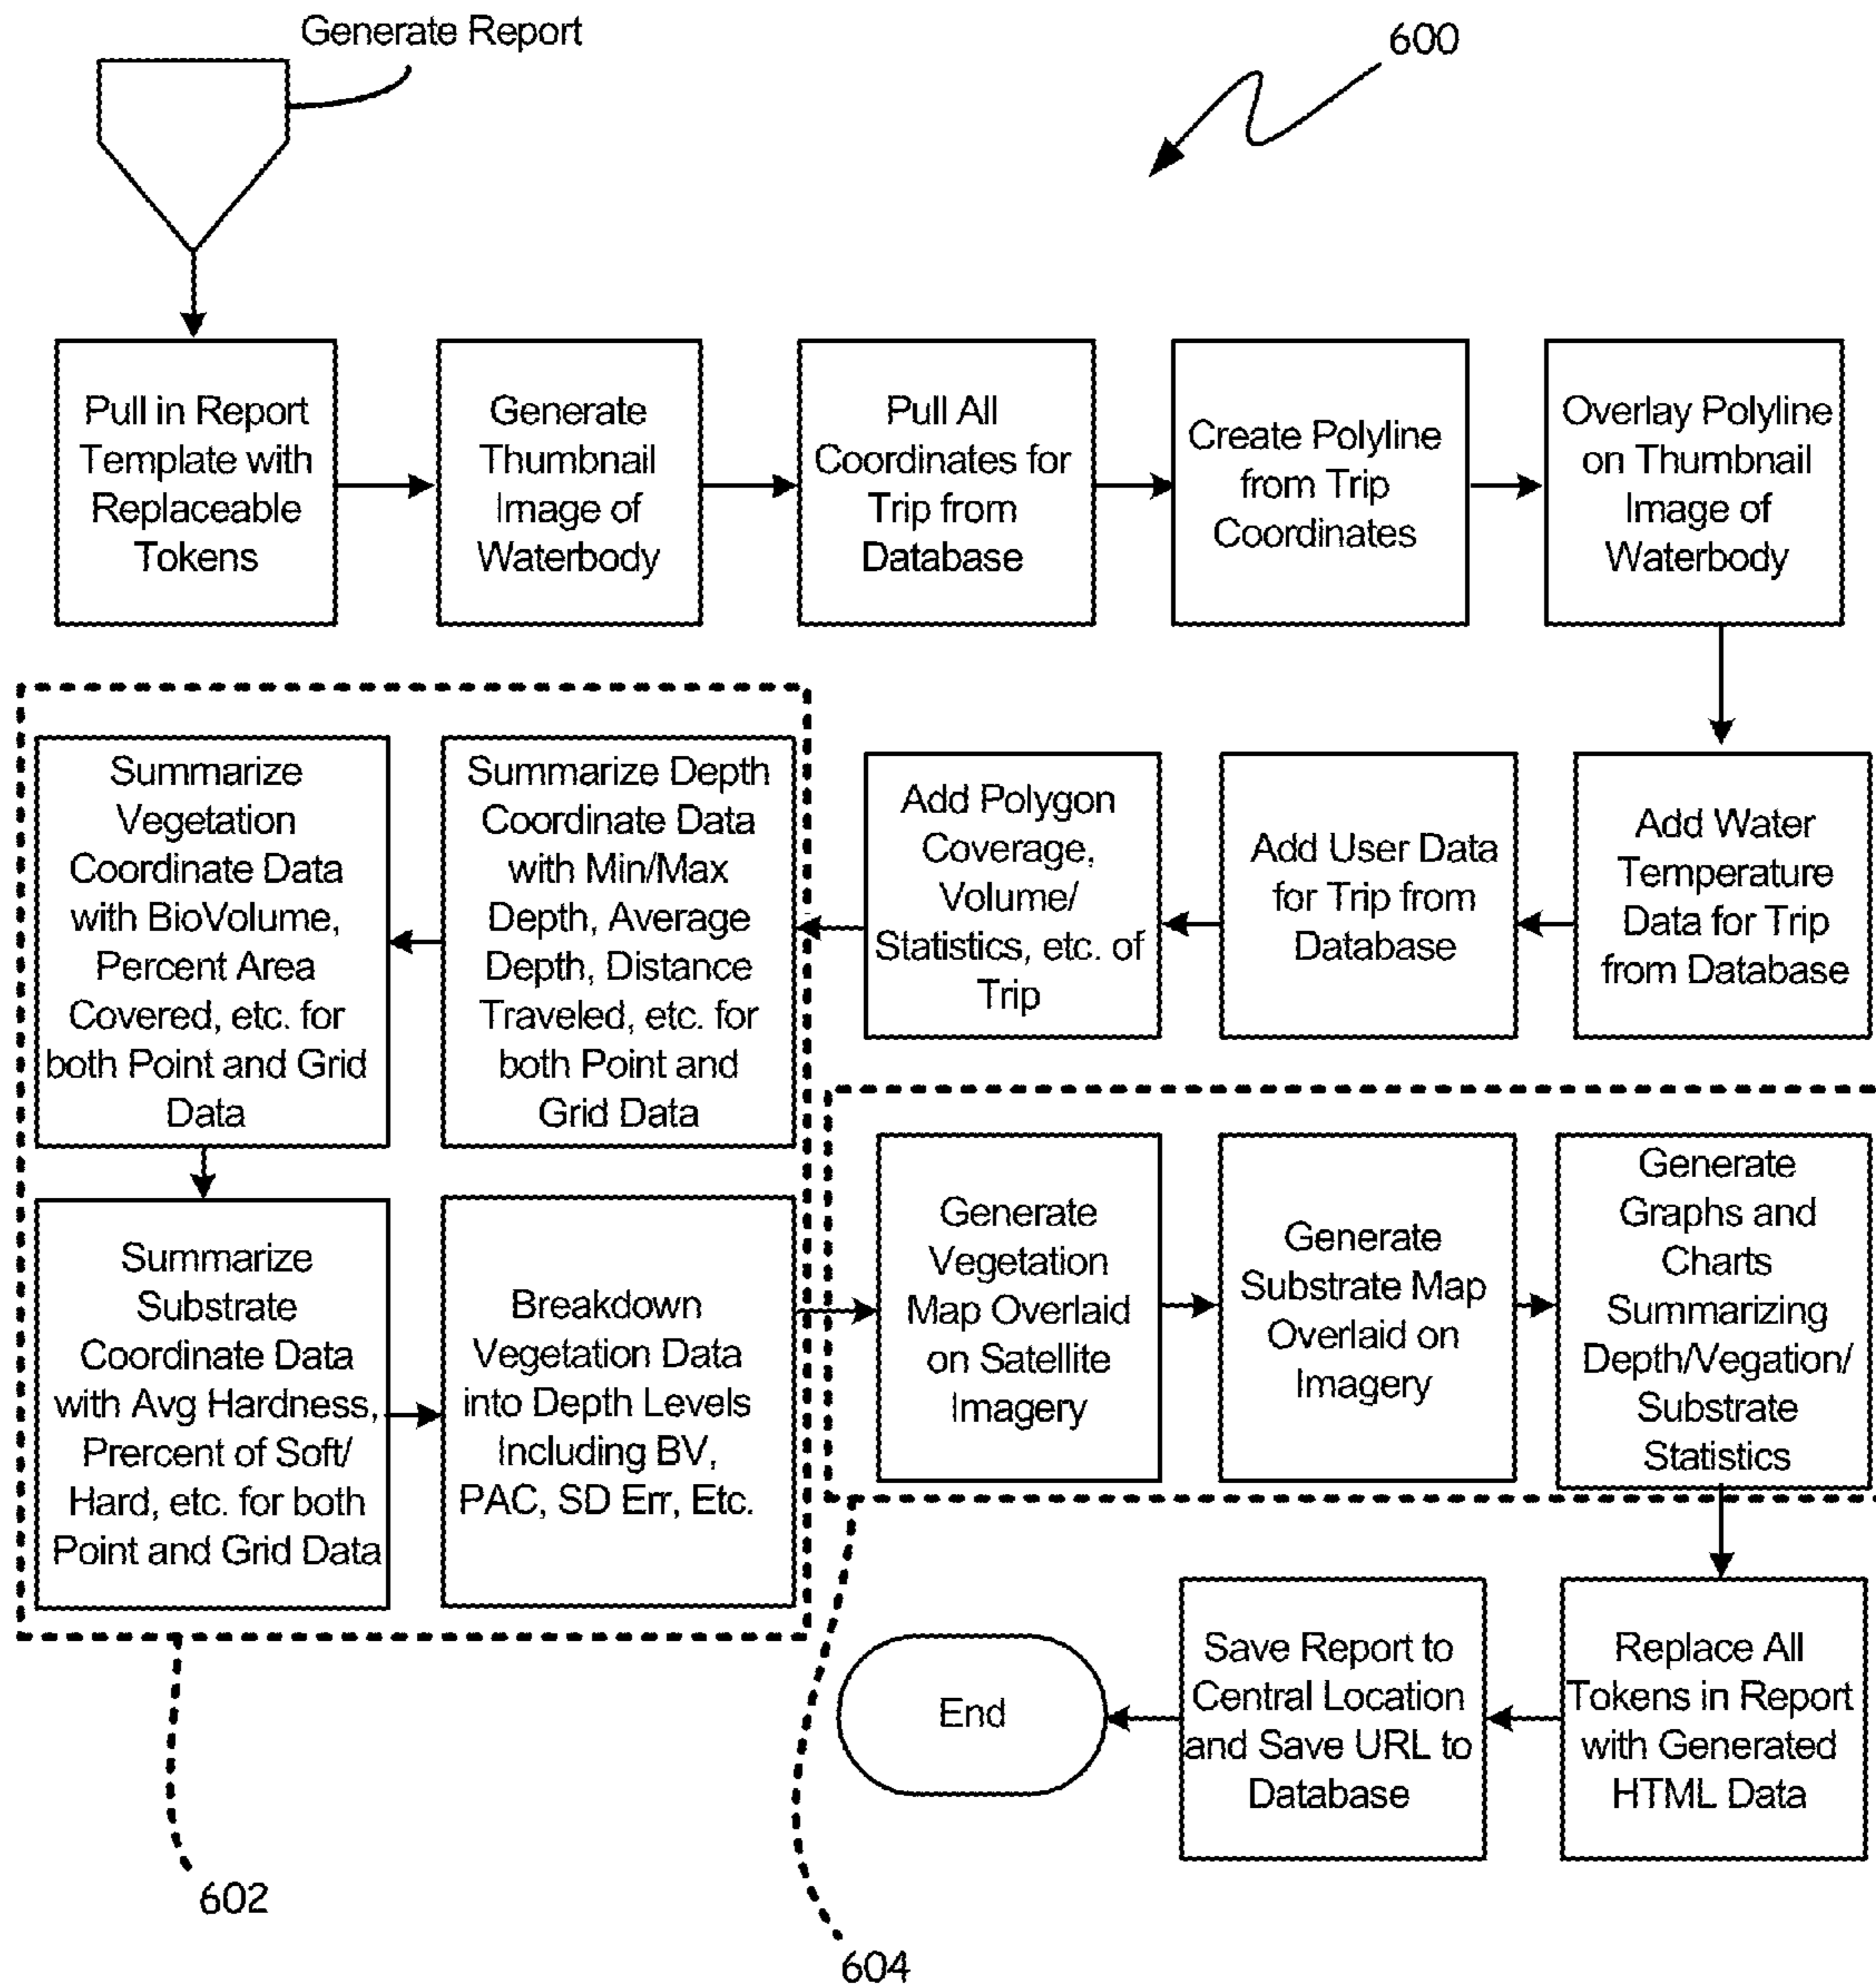 Generate Report
600
Pull in Report
Template with
Replaceable
Tokens
Generate
Thumbnail
Image of
Waterbody
Pull All
Coordinates for
Trip from
Database
Create Polyline
from Trip
Coordinates
Overlay Polyline
on Thumbnail
Image of
Waterbody
Add Water
Temperature
Data for Trip
from Database
Add User Data
for Trip from
Database
Add Polygon
Coverage,
Volume/
Statistics, etc. of
Trip
Summarize Depth
Coordinate Data
with Min/Max
Depth, Average
Depth, Distance
Traveled, etc. for
both Point and
Grid Data
Summarize
Vegetation
Coordinate Data
with BioVolume,
Percent Area
Covered, etc. for
both Point and Grid
Data
Summarize
Substrate
Coordinate Data
with Avg Hardness,
Prercent of Soft/
Hard, etc. for both
Point and Grid Data
Breakdown
Vegetation Data
into Depth Levels
Including BV,
PAC, SD Err, Etc.
Generate
Vegetation
Map Overlaid
on Satellite
Imagery
Generate
Substrate Map
Overlaid on
Imagery
Generate
Graphs and
Charts
Summarizing
Depth/Vegation/
Substrate
Statistics
Replace All
Tokens in Report
with Generated
HTML Data
Save Report to
Central Location
and Save URL to
Database
End
602
604